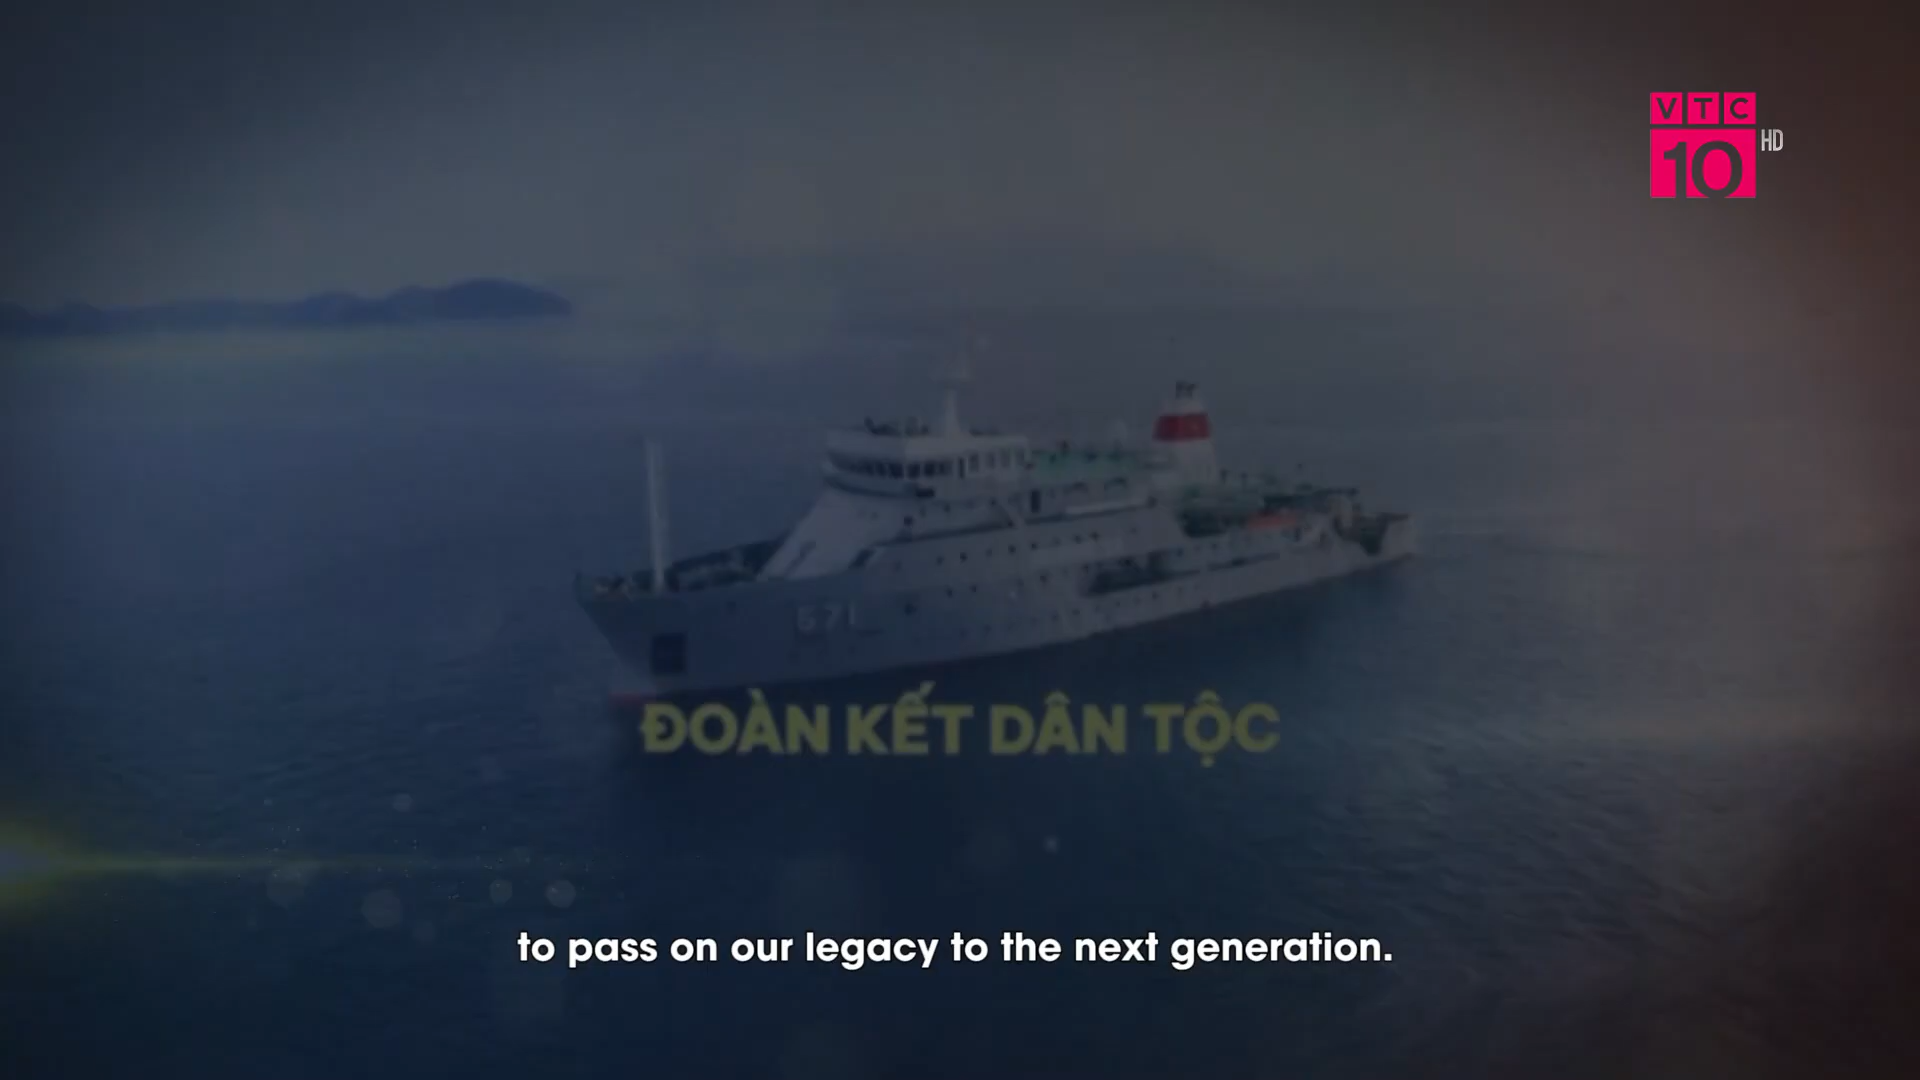 VTC
10 HD
571
ĐOÀN KẾT DÂN TỘC
to pass on our legacy to the next generation.